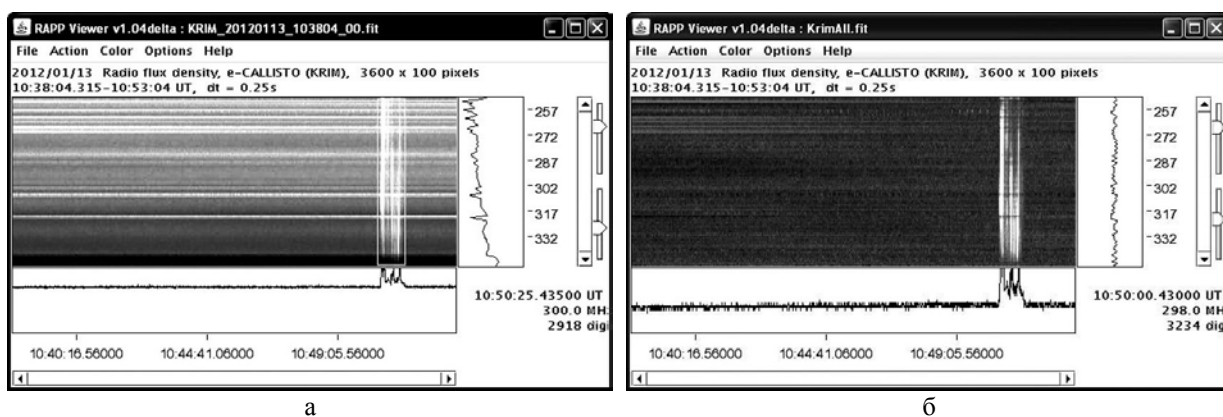 RAPP Viewer v1.04delta : KRIM_20120113_103804_00.fit
File Action Color Options Help
2012/01/13 Radio flux density, e-CALLISTO (KRIM), 3600 x 100 pixels
10:38:04.315-10:53:04 UT, dt = 0.25s
257
272
287
302
317
332
10:50:25.43500 UT
300.0 MH
2918 digi
10:40:16.56000 10:44:41.06000 10:49:05.56000
а
RAPP Viewer v1.04delta : KrimAll.fit
File Action Color Options Help
2012/01/13 Radio flux density, e-CALLISTO (KRIM), 3600 x 100 pixels
10:38:04.315-10:53:04 UT, dt = 0.25s
257
272
287
302
317
332
10:50:00.43000 UT
298.0 MH
3234 digi
10:40:16.56000 10:44:41.06000 10:49:05.56000
б